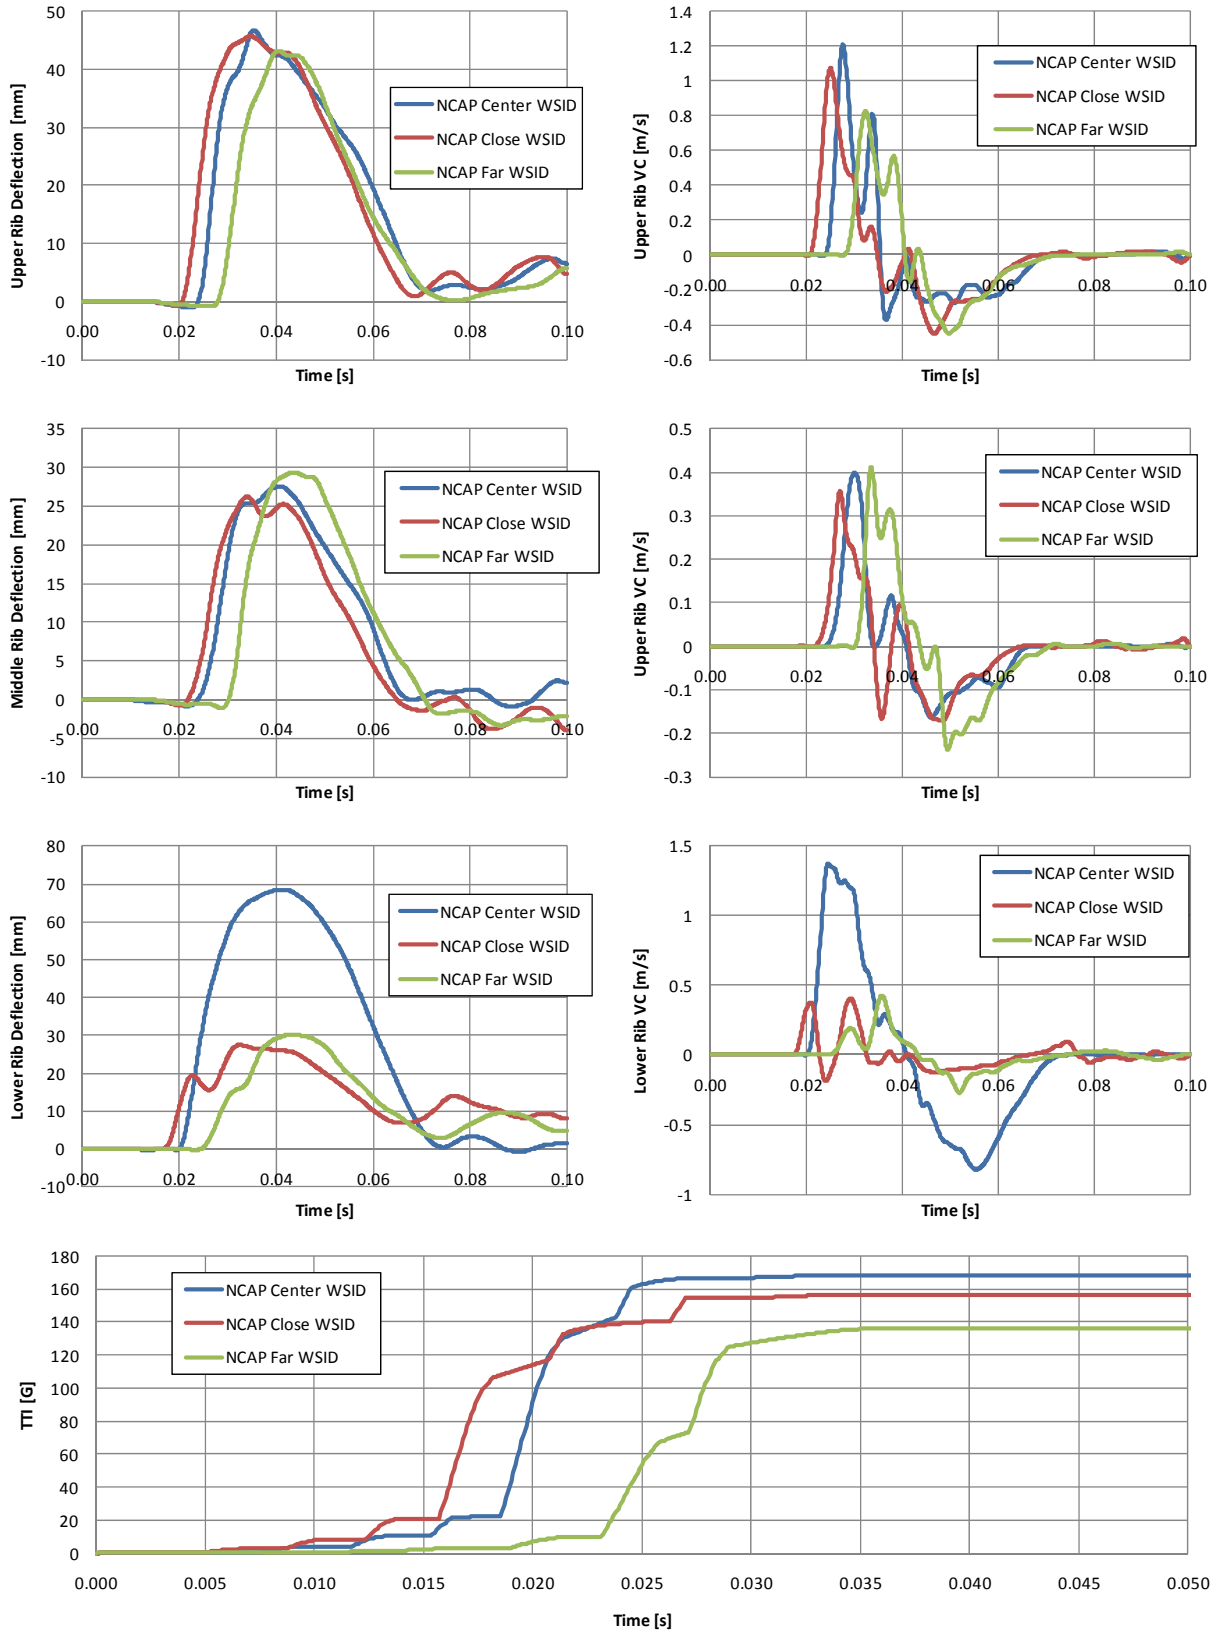 Upper Rib Deflection [mm]
50
40
30
20
10
0
-10
0.00 0.02 0.04 0.06 0.08 0.10
NCAP Center WSID
NCAP Close WSID
NCAP Far WSID
Time [s]
Upper Rib VC [m/s]
1.4
1.2
1
0.8
0.6
0.4
0.2
0
-0.2
-0.4
-0.6
0.00 0.02 0.04 0.06 0.08 0.10
NCAP Center WSID
NCAP Close WSID
NCAP Far WSID
Time [s]
Middle Rib Deflection [mm]
35
30
25
20
15
10
5
0
-5
-10
0.00 0.02 0.04 0.06 0.08 0.10
NCAP Center WSID
NCAP Close WSID
NCAP Far WSID
Time [s]
Upper Rib VC [m/s]
0.5
0.4
0.3
0.2
0.1
0
-0.1
-0.2
-0.3
0.00 0.02 0.04 0.06 0.08 0.10
NCAP Center WSID
NCAP Close WSID
NCAP Far WSID
Time [s]
Lower Rib Deflection [mm]
80
70
60
50
40
30
20
10
0
-10
0.00 0.02 0.04 0.06 0.08 0.10
NCAP Center WSID
NCAP Close WSID
NCAP Far WSID
Time [s]
Lower Rib VC [m/s]
1.5
1
0.5
0
-0.5
-1
0.00 0.02 0.04 0.06 0.08 0.10
NCAP Center WSID
NCAP Close WSID
NCAP Far WSID
Time [s]
TTI [G]
180
160
140
120
100
80
60
40
20
0
NCAP Center WSID
NCAP Close WSID
NCAP Far WSID
0.000 0.005 0.010 0.015 0.020 0.025 0.030 0.035 0.040 0.045 0.050
Time [s]